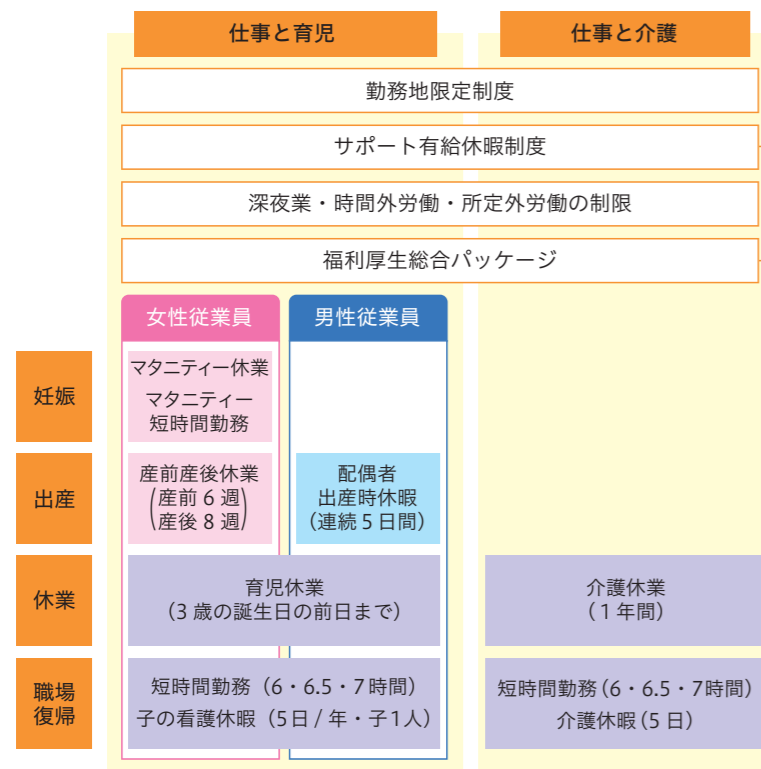 仕事と育児
仕事と介護
勤務地限定制度
サポート有給休暇制度
深夜業・時間外労働・所定外労働の制限
福利厚生総合パッケージ
女性従業員
男性従業員
妊娠
マタニティー休業
マタニティー
短時間勤務
出産
産前産後休業
(産前 6 週)
(産後 8 週)
配偶者
出産時休暇
(連続 5 日間)
休業
育児休業
(3 歳の誕生日の前日まで)
介護休業
(1 年間)
職場
復帰
短時間勤務 (6・6.5・7時間)
子の看護休暇 (5日 / 年・子1人)
短時間勤務 (6・6.5・7時間)
介護休暇 (5 日)